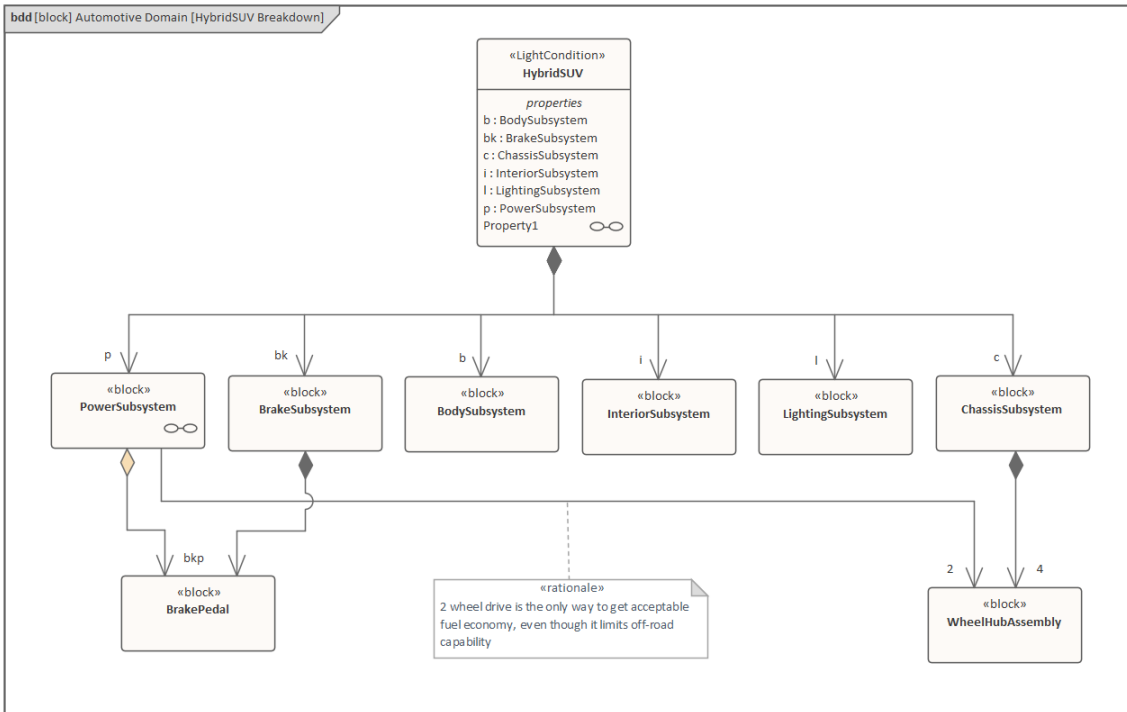 bdd [block] Automotive Domain [HybridSUV Breakdown]
«LightCondition»
HybridSUV
properties
b : BodySubsystem
bk : BrakeSubsystem
c : ChassisSubsystem
i : InteriorSubsystem
l : LightingSubsystem
p : PowerSubsystem
Property1
p
bk
b
i
l
c
«block»
PowerSubsystem
«block»
BrakeSubsystem
«block»
BodySubsystem
«block»
InteriorSubsystem
«block»
LightingSubsystem
«block»
ChassisSubsystem
bkp
2
4
«block»
BrakePedal
«rationale»
2 wheel drive is the only way to get acceptable
fuel economy, even though it limits off-road
capability
«block»
WheelHubAssembly